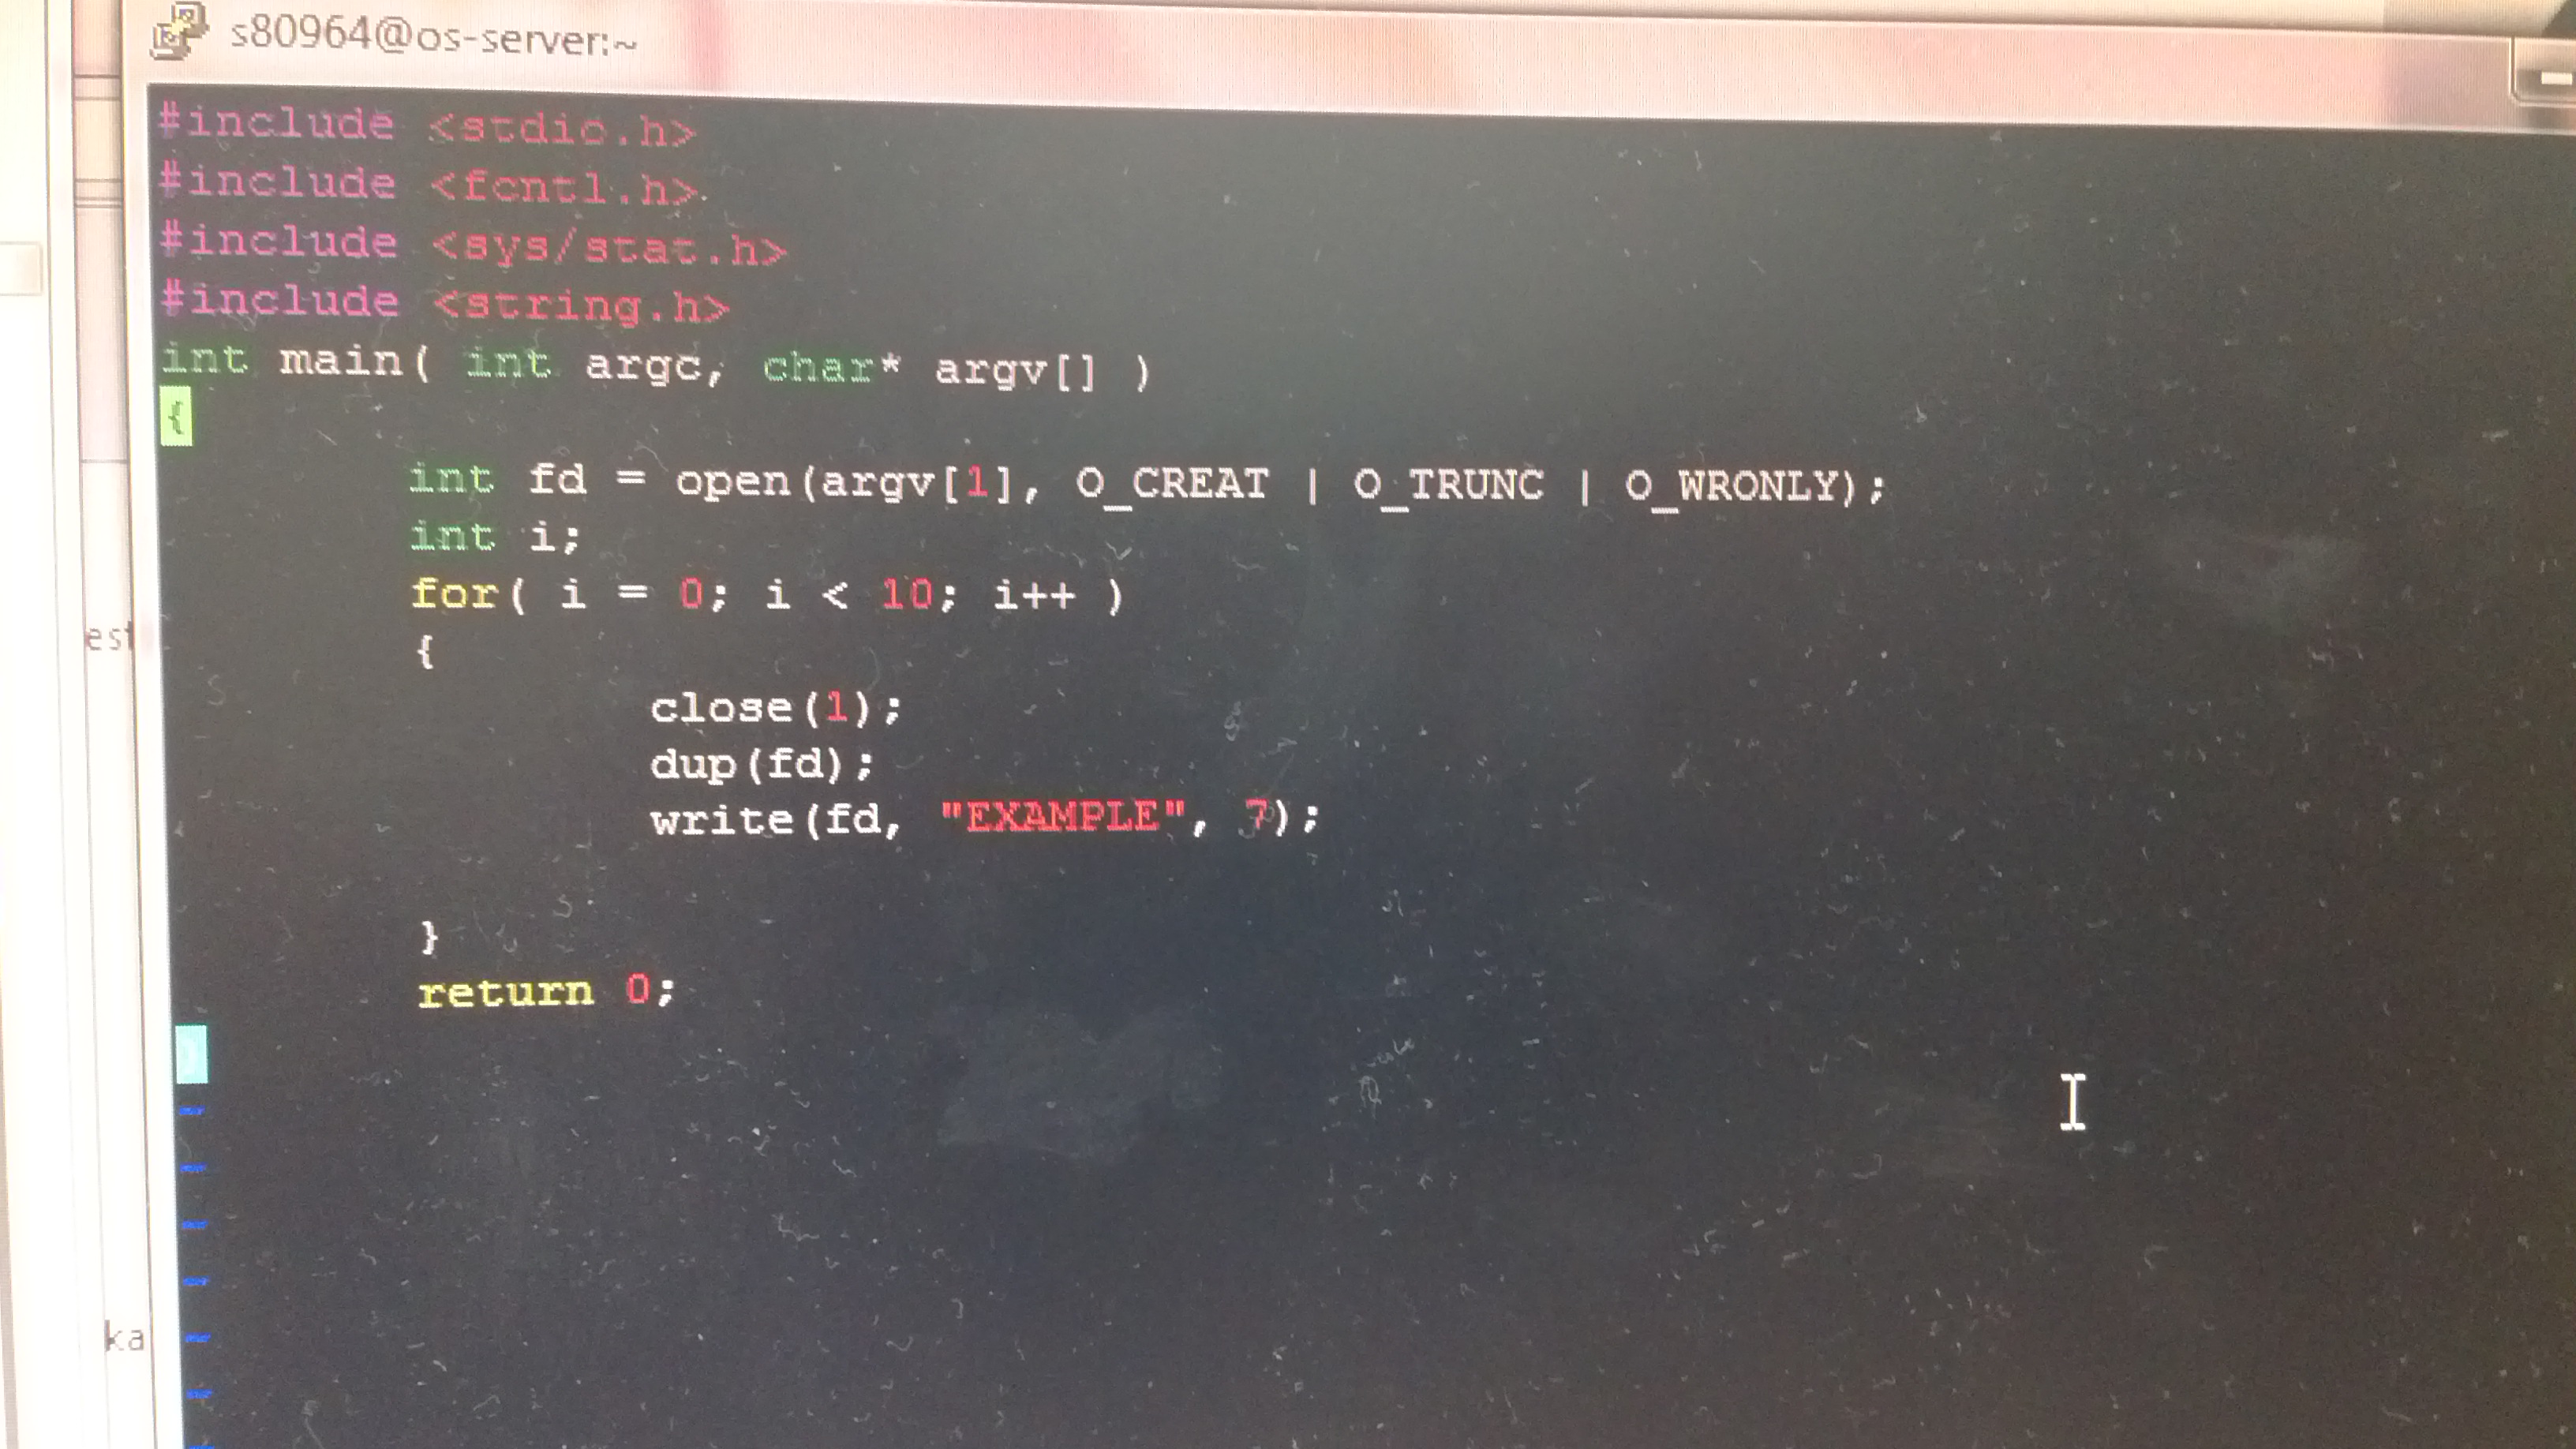 s80964@os-server:~
#include <stdio.h>
#include <fcntl.h>
#include <sys/stat.h>
#include <string.h>
int main( int argc, char* argv[] )
{
int fd = open(argv[1], O_CREAT | O_TRUNC | O_WRONLY);
int i;
for( i = 0; i < 10; i++ )
{
close(1);
dup(fd);
write(fd, "EXAMPLE", 7);
}
return 0;
}
~
~
~
~
~
~
est
ka